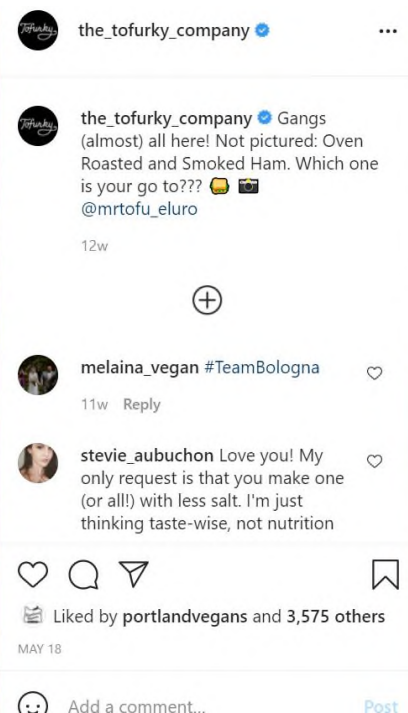 Tofurky
the_tofurky_company
Tofurky
the_tofurky_company Gangs
(almost) all here! Not pictured: Oven
Roasted and Smoked Ham. Which one
is your go to??? 🥪 📸
@mrtofu_eluro
12w
melaina_vegan #TeamBologna
11w Reply
stevie_aubuchon Love you! My
only request is that you make one
(or all!) with less salt. I'm just
thinking taste-wise, not nutrition
Liked by portlandvegans and 3,575 others
MAY 18
Add a comment...
Post